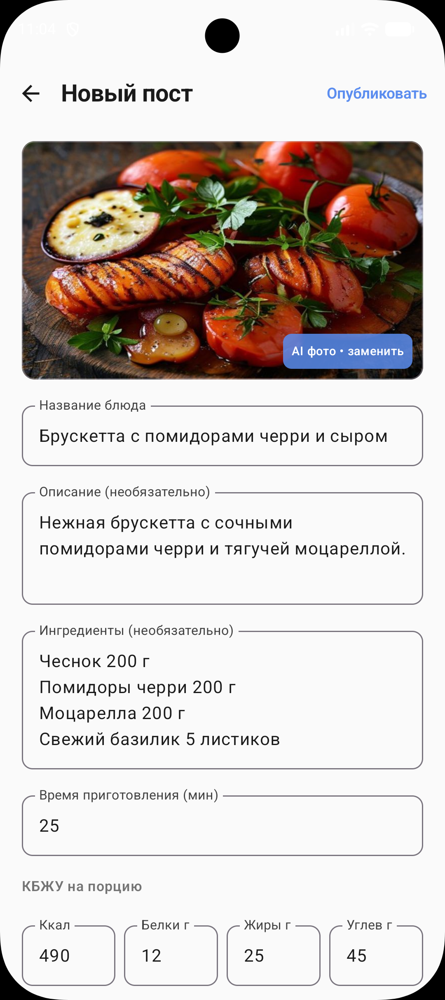 11:04
Новый пост
Опубликовать
AI фото • заменить
Название блюда
Брускетта с помидорами черри и сыром
Описание (необязательно)
Нежная брускетта с сочными
помидорами черри и тягучей моцареллой.
Ингредиенты (необязательно)
Чеснок 200 г
Помидоры черри 200 г
Моцарелла 200 г
Свежий базилик 5 листиков
Время приготовления (мин)
25
КБЖУ на порцию
Ккал Белки г Жиры г Углев г
490 12 25 45